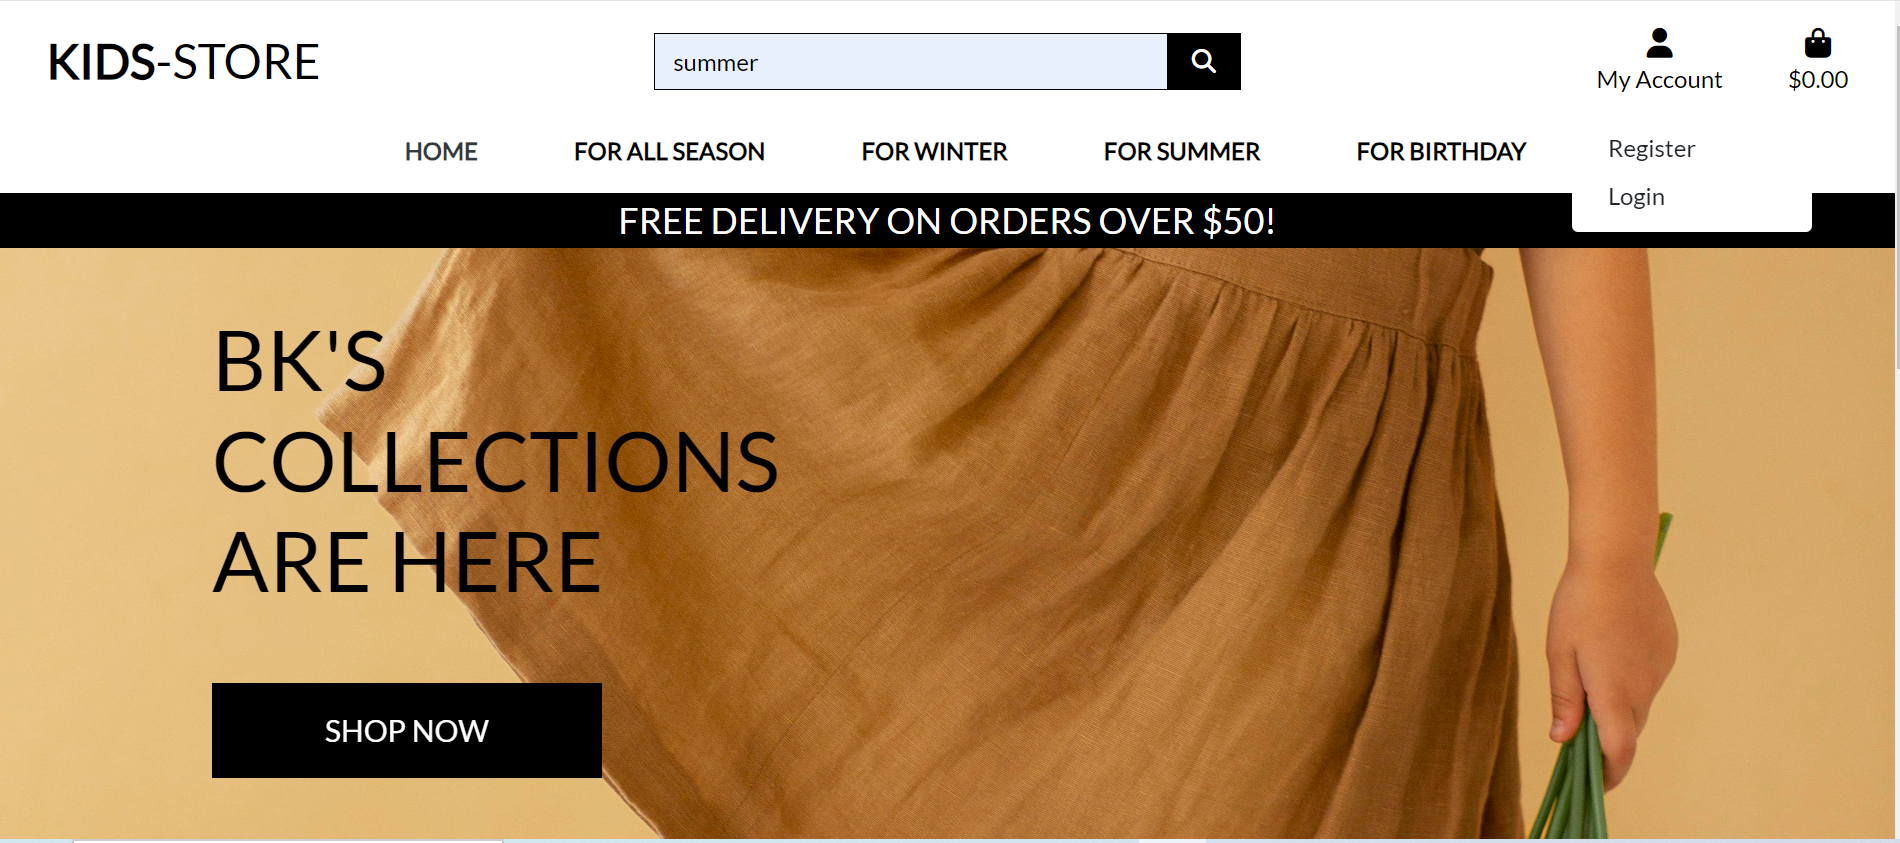 KIDS-STORE
summer
My Account
$0.00
HOME FOR ALL SEASON FOR WINTER FOR SUMMER FOR BIRTHDAY
Register
Login
FREE DELIVERY ON ORDERS OVER $50!
BK'S
COLLECTIONS
ARE HERE
SHOP NOW